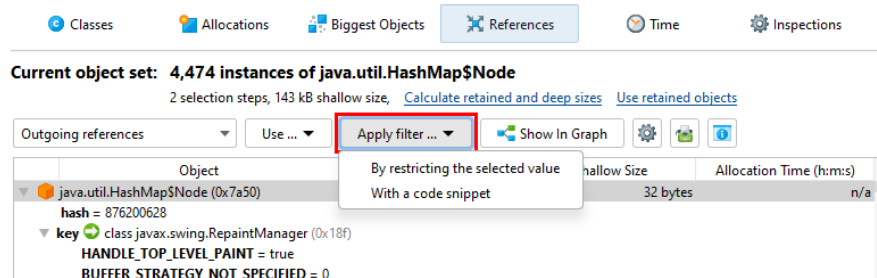 Classes Allocations Biggest Objects References Time Inspections
Current object set: 4,474 instances of java.util.HashMap$Node
2 selection steps, 143 kB shallow size, Calculate retained and deep sizes Use retained objects
Outgoing references Use ... Apply filter ... Show In Graph
By restricting the selected value
With a code snippet
Object hallow Size Allocation Time (h:m:s)
java.util.HashMap$Node (0x7a50) 32 bytes n/a
hash = 876200628
key class javax.swing.RepaintManager (0x18f)
HANDLE_TOP_LEVEL_PAINT = true
BUFFER_STRATEGY_NOT_SPECIFIED = 0